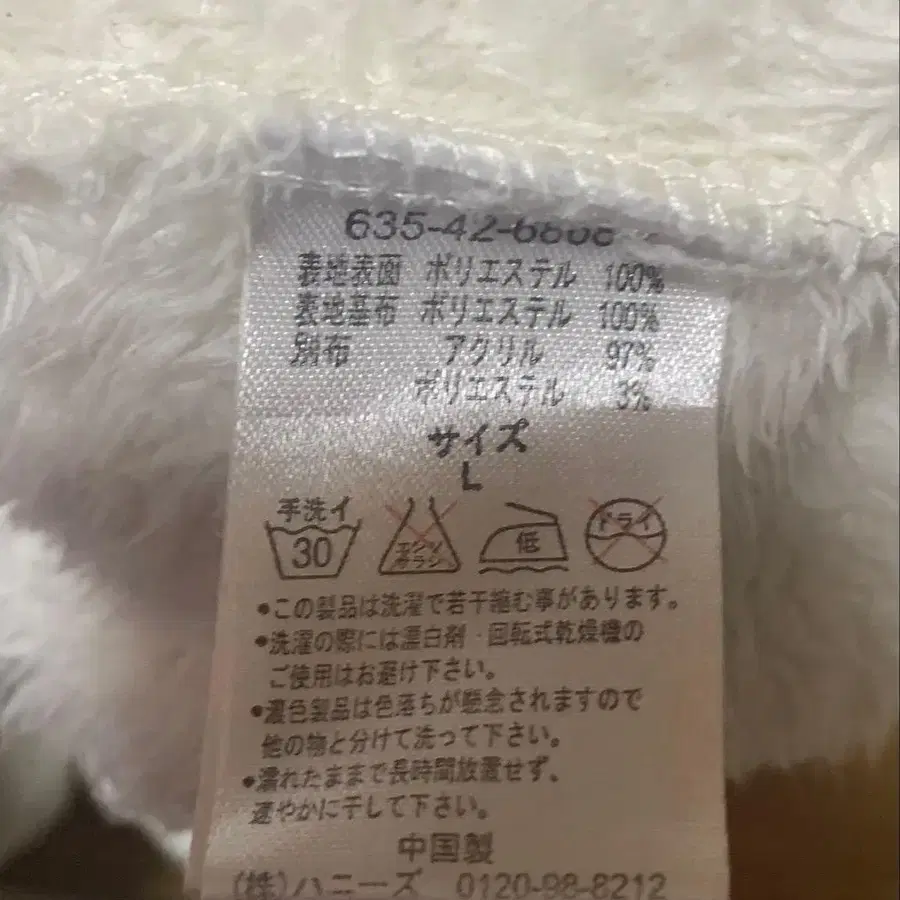 635-42-6808
表地表面 ポリエステル 100%
表地基布 ポリエステル 100%
別布 アクリル 97%
ポリエステル 3%
サイズ
L
手洗イ
30
エンソ
サラシ
低
ドライ
•この製品は洗濯で若干縮む事があります。
•洗濯の際には漂白剤・回転式乾燥機の
ご使用はお避け下さい。
•濃色製品は色落ちが懸念されますので
他の物と分けて洗って下さい。
•濡れたままで長時間放置せず、
速やかに干して下さい。
中国製
(株)ハニーズ 0120-98-8212